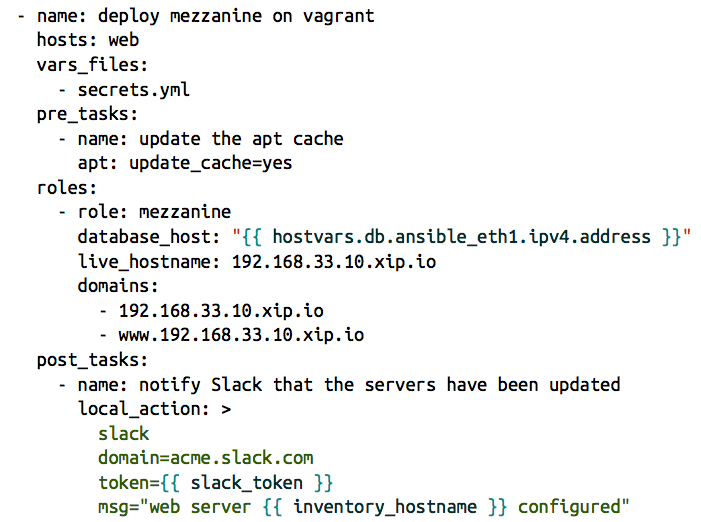 - name: deploy mezzanine on vagrant
  hosts: web
  vars_files:
    - secrets.yml
  pre_tasks:
    - name: update the apt cache
      apt: update_cache=yes
  roles:
    - role: mezzanine
      database_host: "{{ hostvars.db.ansible_eth1.ipv4.address }}"
      live_hostname: 192.168.33.10.xip.io
      domains:
        - 192.168.33.10.xip.io
        - www.192.168.33.10.xip.io
  post_tasks:
    - name: notify Slack that the servers have been updated
      local_action: >
        slack
        domain=acme.slack.com
        token={{ slack_token }}
        msg="web server {{ inventory_hostname }} configured"